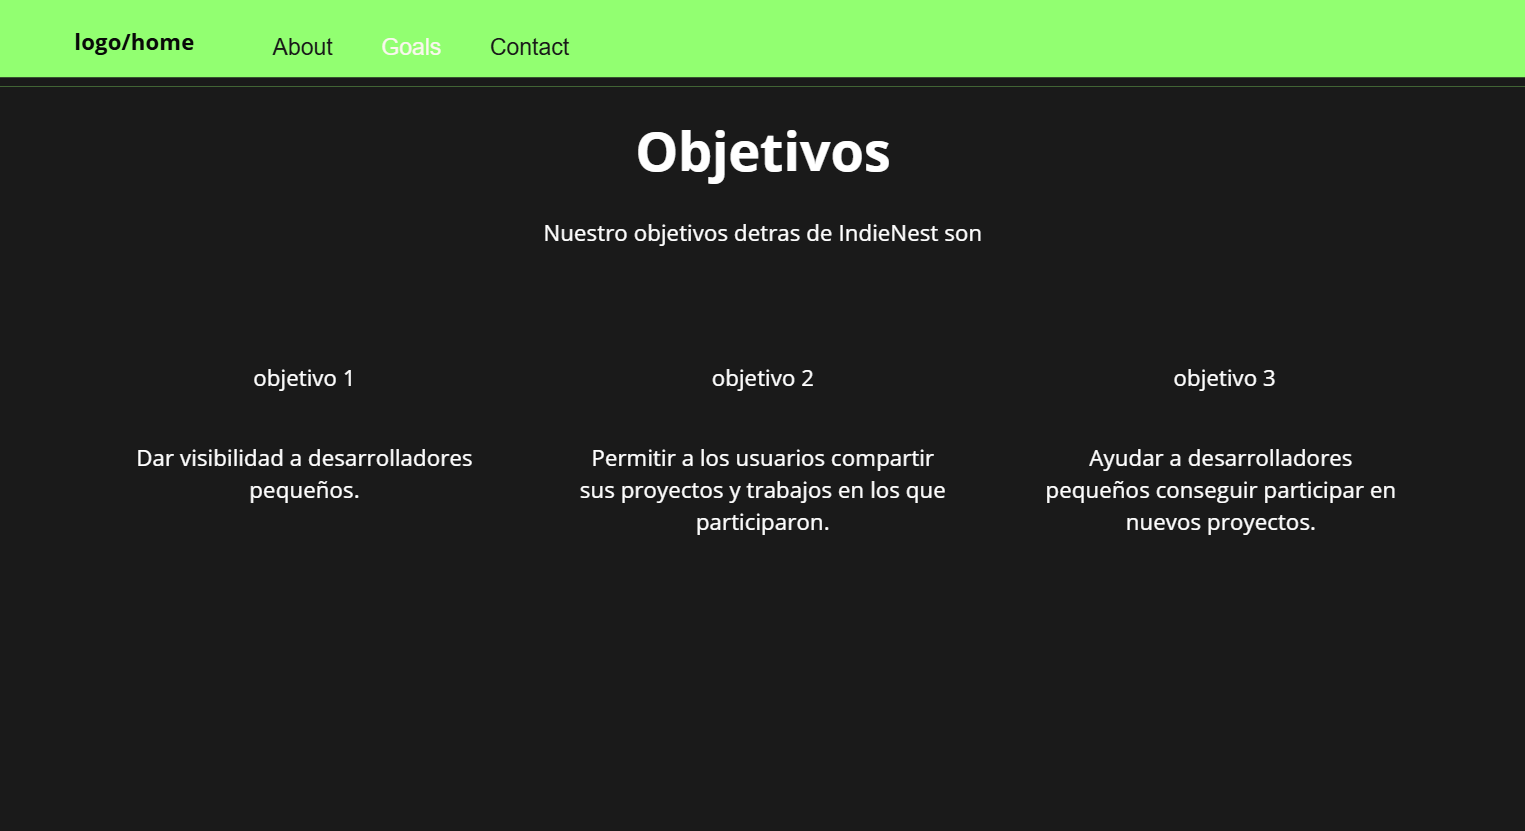 logo/home About Goals Contact
Objetivos
Nuestro objetivos detras de IndieNest son
objetivo 1
Dar visibilidad a desarrolladores
pequeños.
objetivo 2
Permitir a los usuarios compartir
sus proyectos y trabajos en los que
participaron.
objetivo 3
Ayudar a desarrolladores
pequeños conseguir participar en
nuevos proyectos.